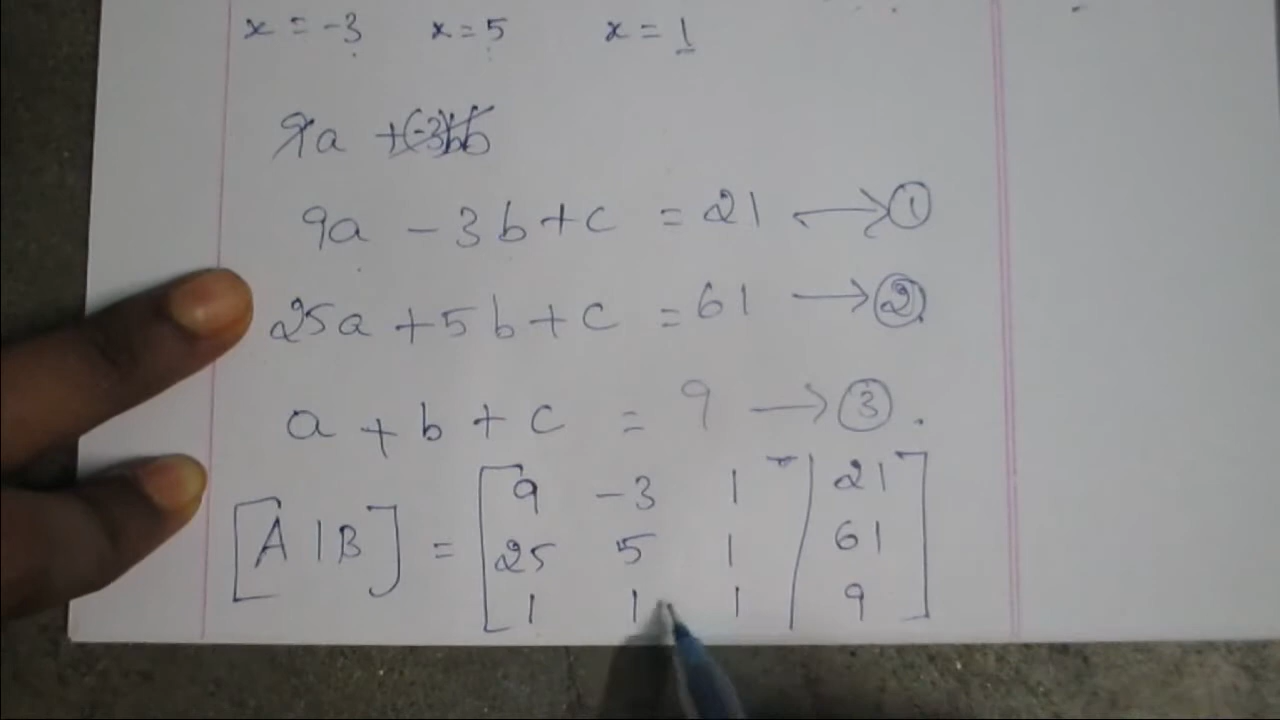 x = -3 x = 5 x = 1
9a
9a - 3b + c = 21 → ①
25a + 5b + c = 61 → ②
a + b + c = 9 → ③.
[A | B] = [9 -3 1 | 21
25 5 1 | 61
1 1 1 | 9]